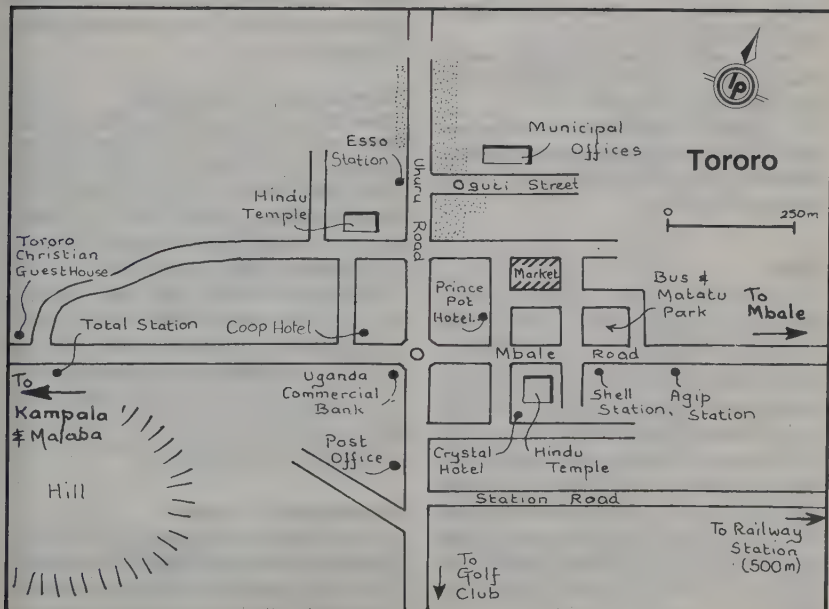 Tororo
0
250m
Municipal
Offices
Esso
Station
Uhuru Road
Oguti Street
Hindu
Temple
Tororo
Christian
GuestHouse
Total Station
Coop Hotel
Prince
Pot
Hotel
Market
Bus &
Matatu
Park
To
Mbale
Mbale Road
To
Kampala
& Malaba
Uganda
Commercial
Bank
Shell
Station
Agip
Station
Post
Office
Crystal
Hotel
Hindu
Temple
Hill
Station Road
To Railway
Station
(500m)
To
Golf
Club
lp